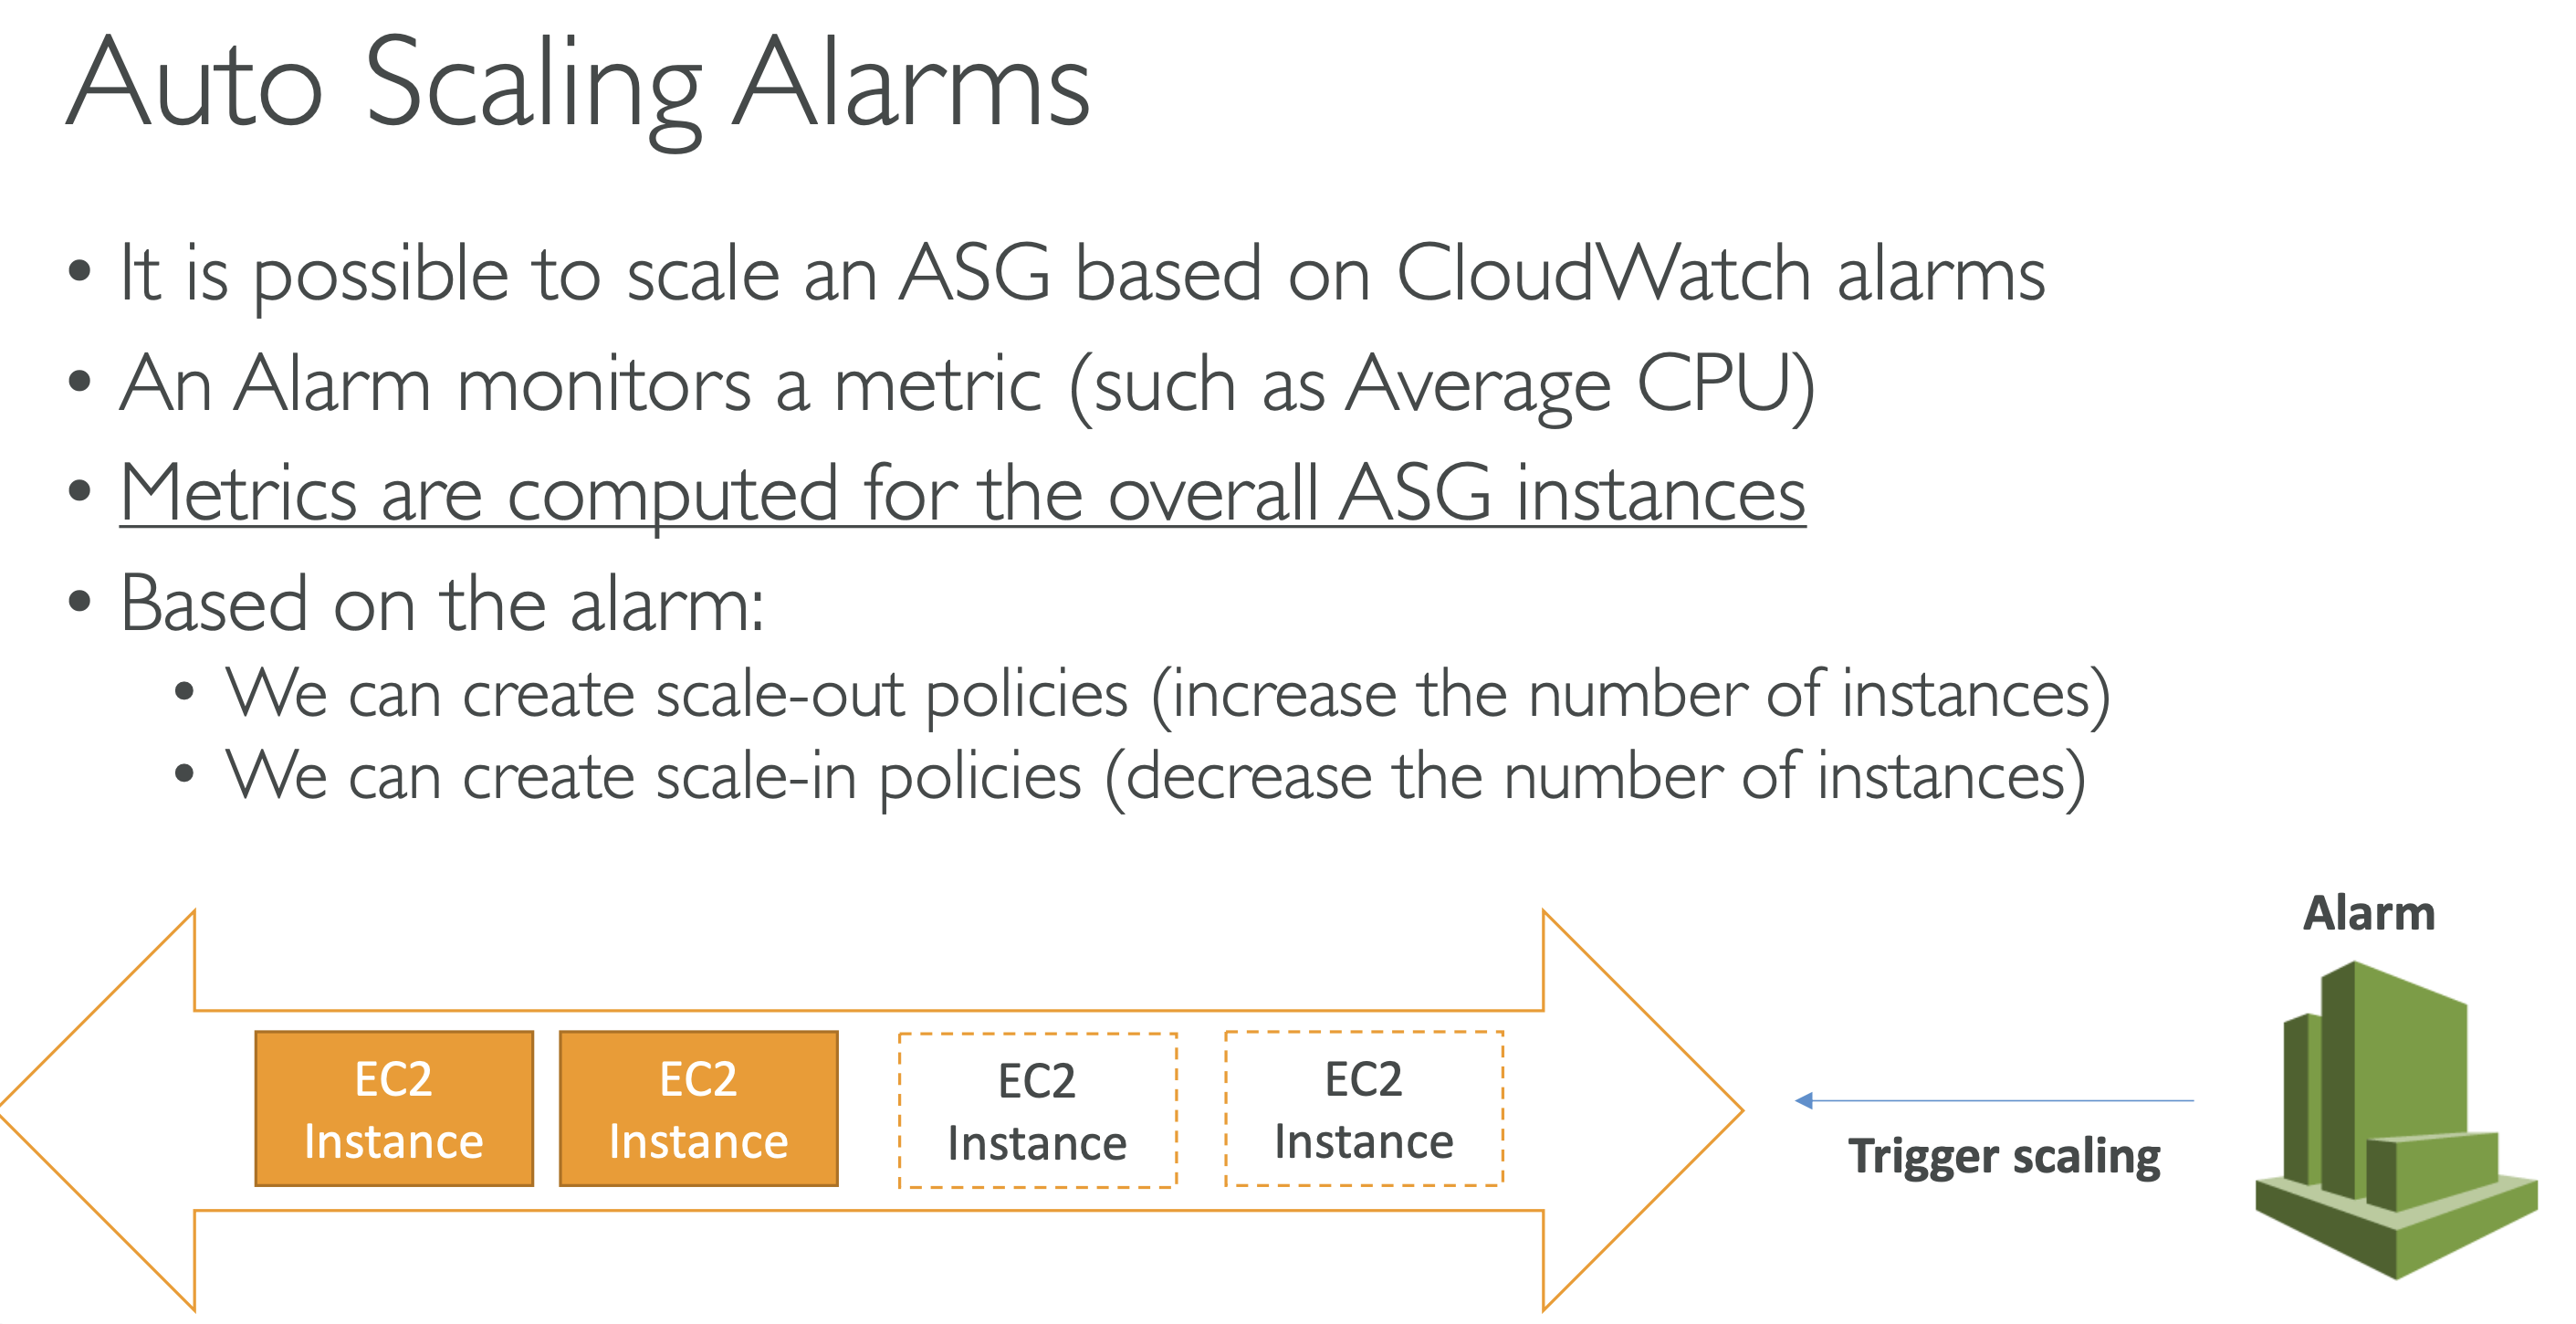 Auto Scaling Alarms
• It is possible to scale an ASG based on CloudWatch alarms
• An Alarm monitors a metric (such as Average CPU)
• Metrics are computed for the overall ASG instances
• Based on the alarm:
• We can create scale-out policies (increase the number of instances)
• We can create scale-in policies (decrease the number of instances)
EC2
Instance
EC2
Instance
EC2
Instance
EC2
Instance
Alarm
Trigger scaling